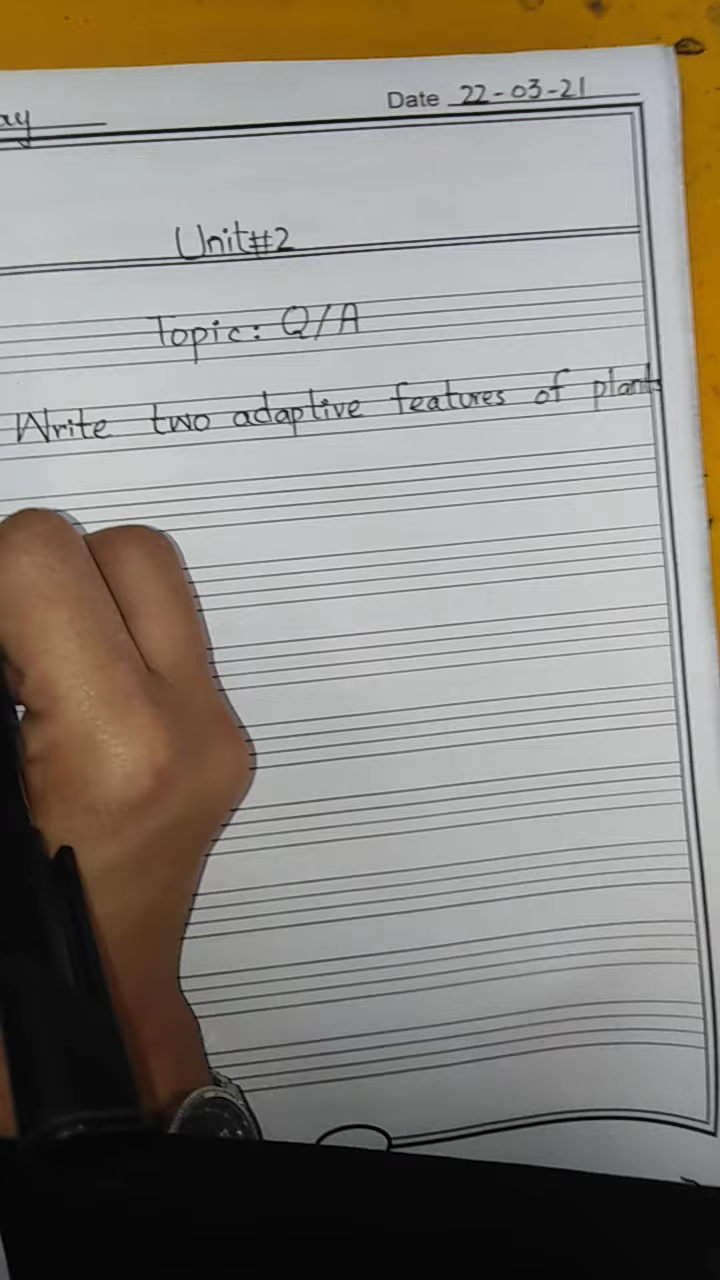 Date 22-03-21
Unit#2
Topic: Q/A
Write two adaptive features of plants